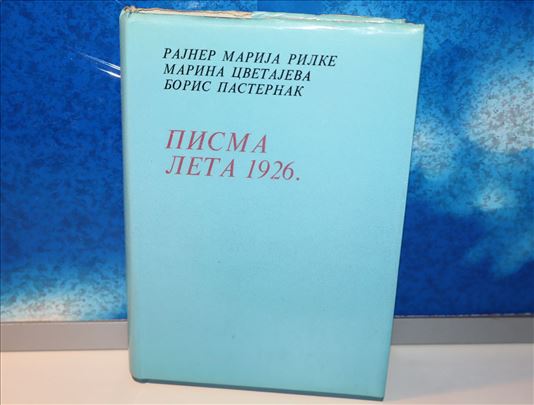 РАЈНЕР МАРИЈА РИЛКЕ
МАРИНА ЦВЕТАЈЕВА
БОРИС ПАСТЕРНАК
ПИСМА
ЛЕТА 1926.